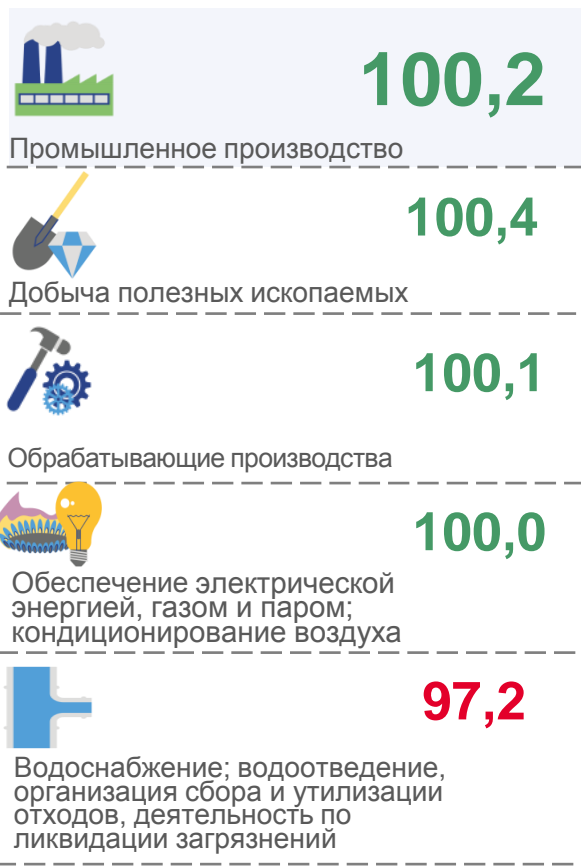 100,2
Промышленное производство
100,4
Добыча полезных ископаемых
100,1
Обрабатывающие производства
100,0
Обеспечение электрической
энергией, газом и паром;
кондиционирование воздуха
97,2
Водоснабжение; водоотведение,
организация сбора и утилизации
отходов, деятельность по
ликвидации загрязнений